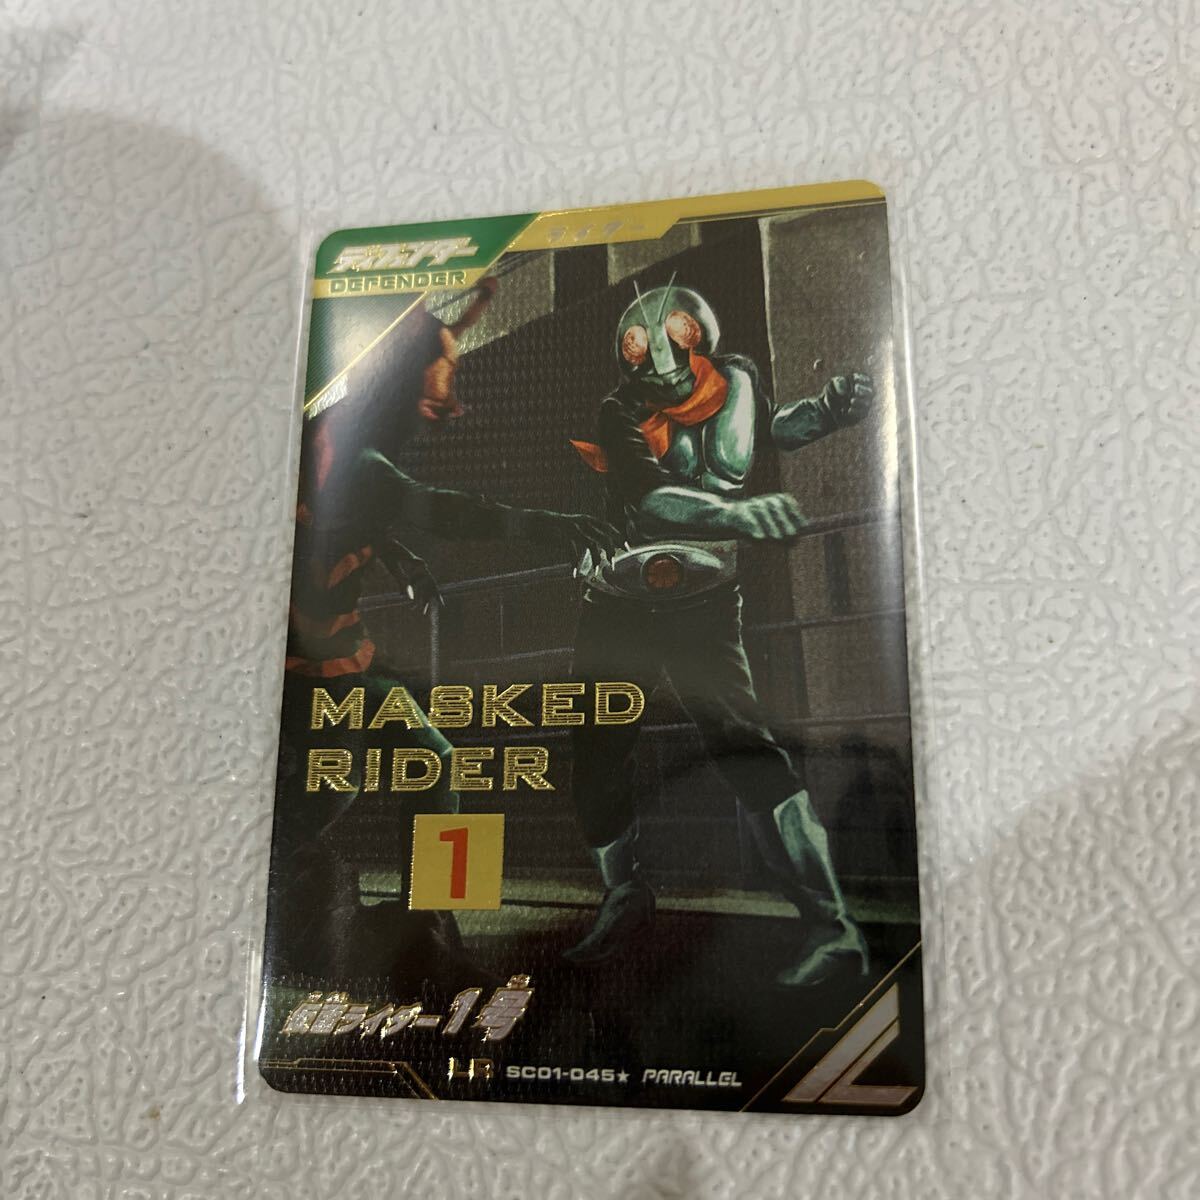 ディフェンダー
DEFENDER
ライダー
MASKED
RIDER
1
仮面ライダー1号
LR SC01-045★ PARALLEL